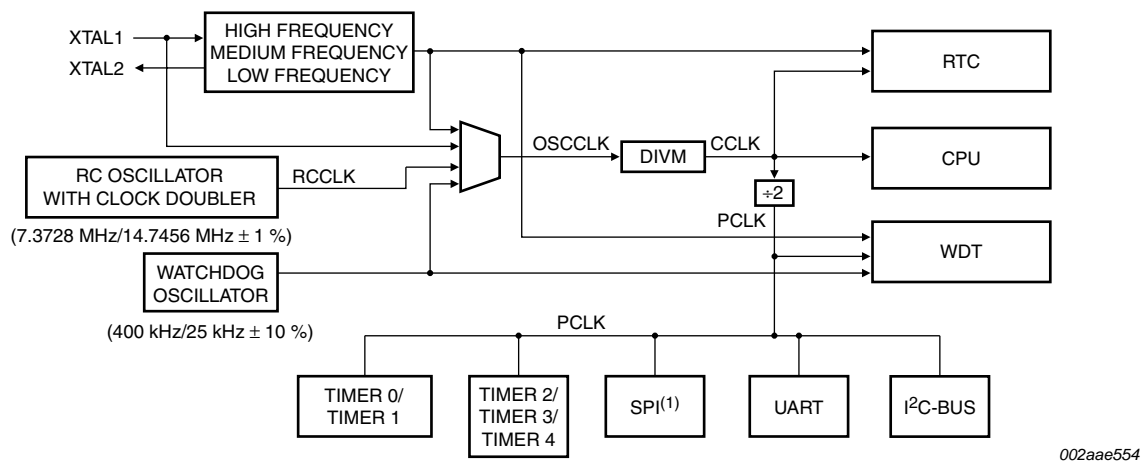 XTAL1
XTAL2
HIGH FREQUENCY
MEDIUM FREQUENCY
LOW FREQUENCY
RTC
OSCCLK
DIVM
CCLK
CPU
RC OSCILLATOR
WITH CLOCK DOUBLER
RCCLK
(7.3728 MHz/14.7456 MHz ± 1 %)
÷2
PCLK
WDT
WATCHDOG
OSCILLATOR
(400 kHz/25 kHz ± 10 %)
PCLK
TIMER 0/
TIMER 1
TIMER 2/
TIMER 3/
TIMER 4
SPI(1)
UART
I2C-BUS
002aae554